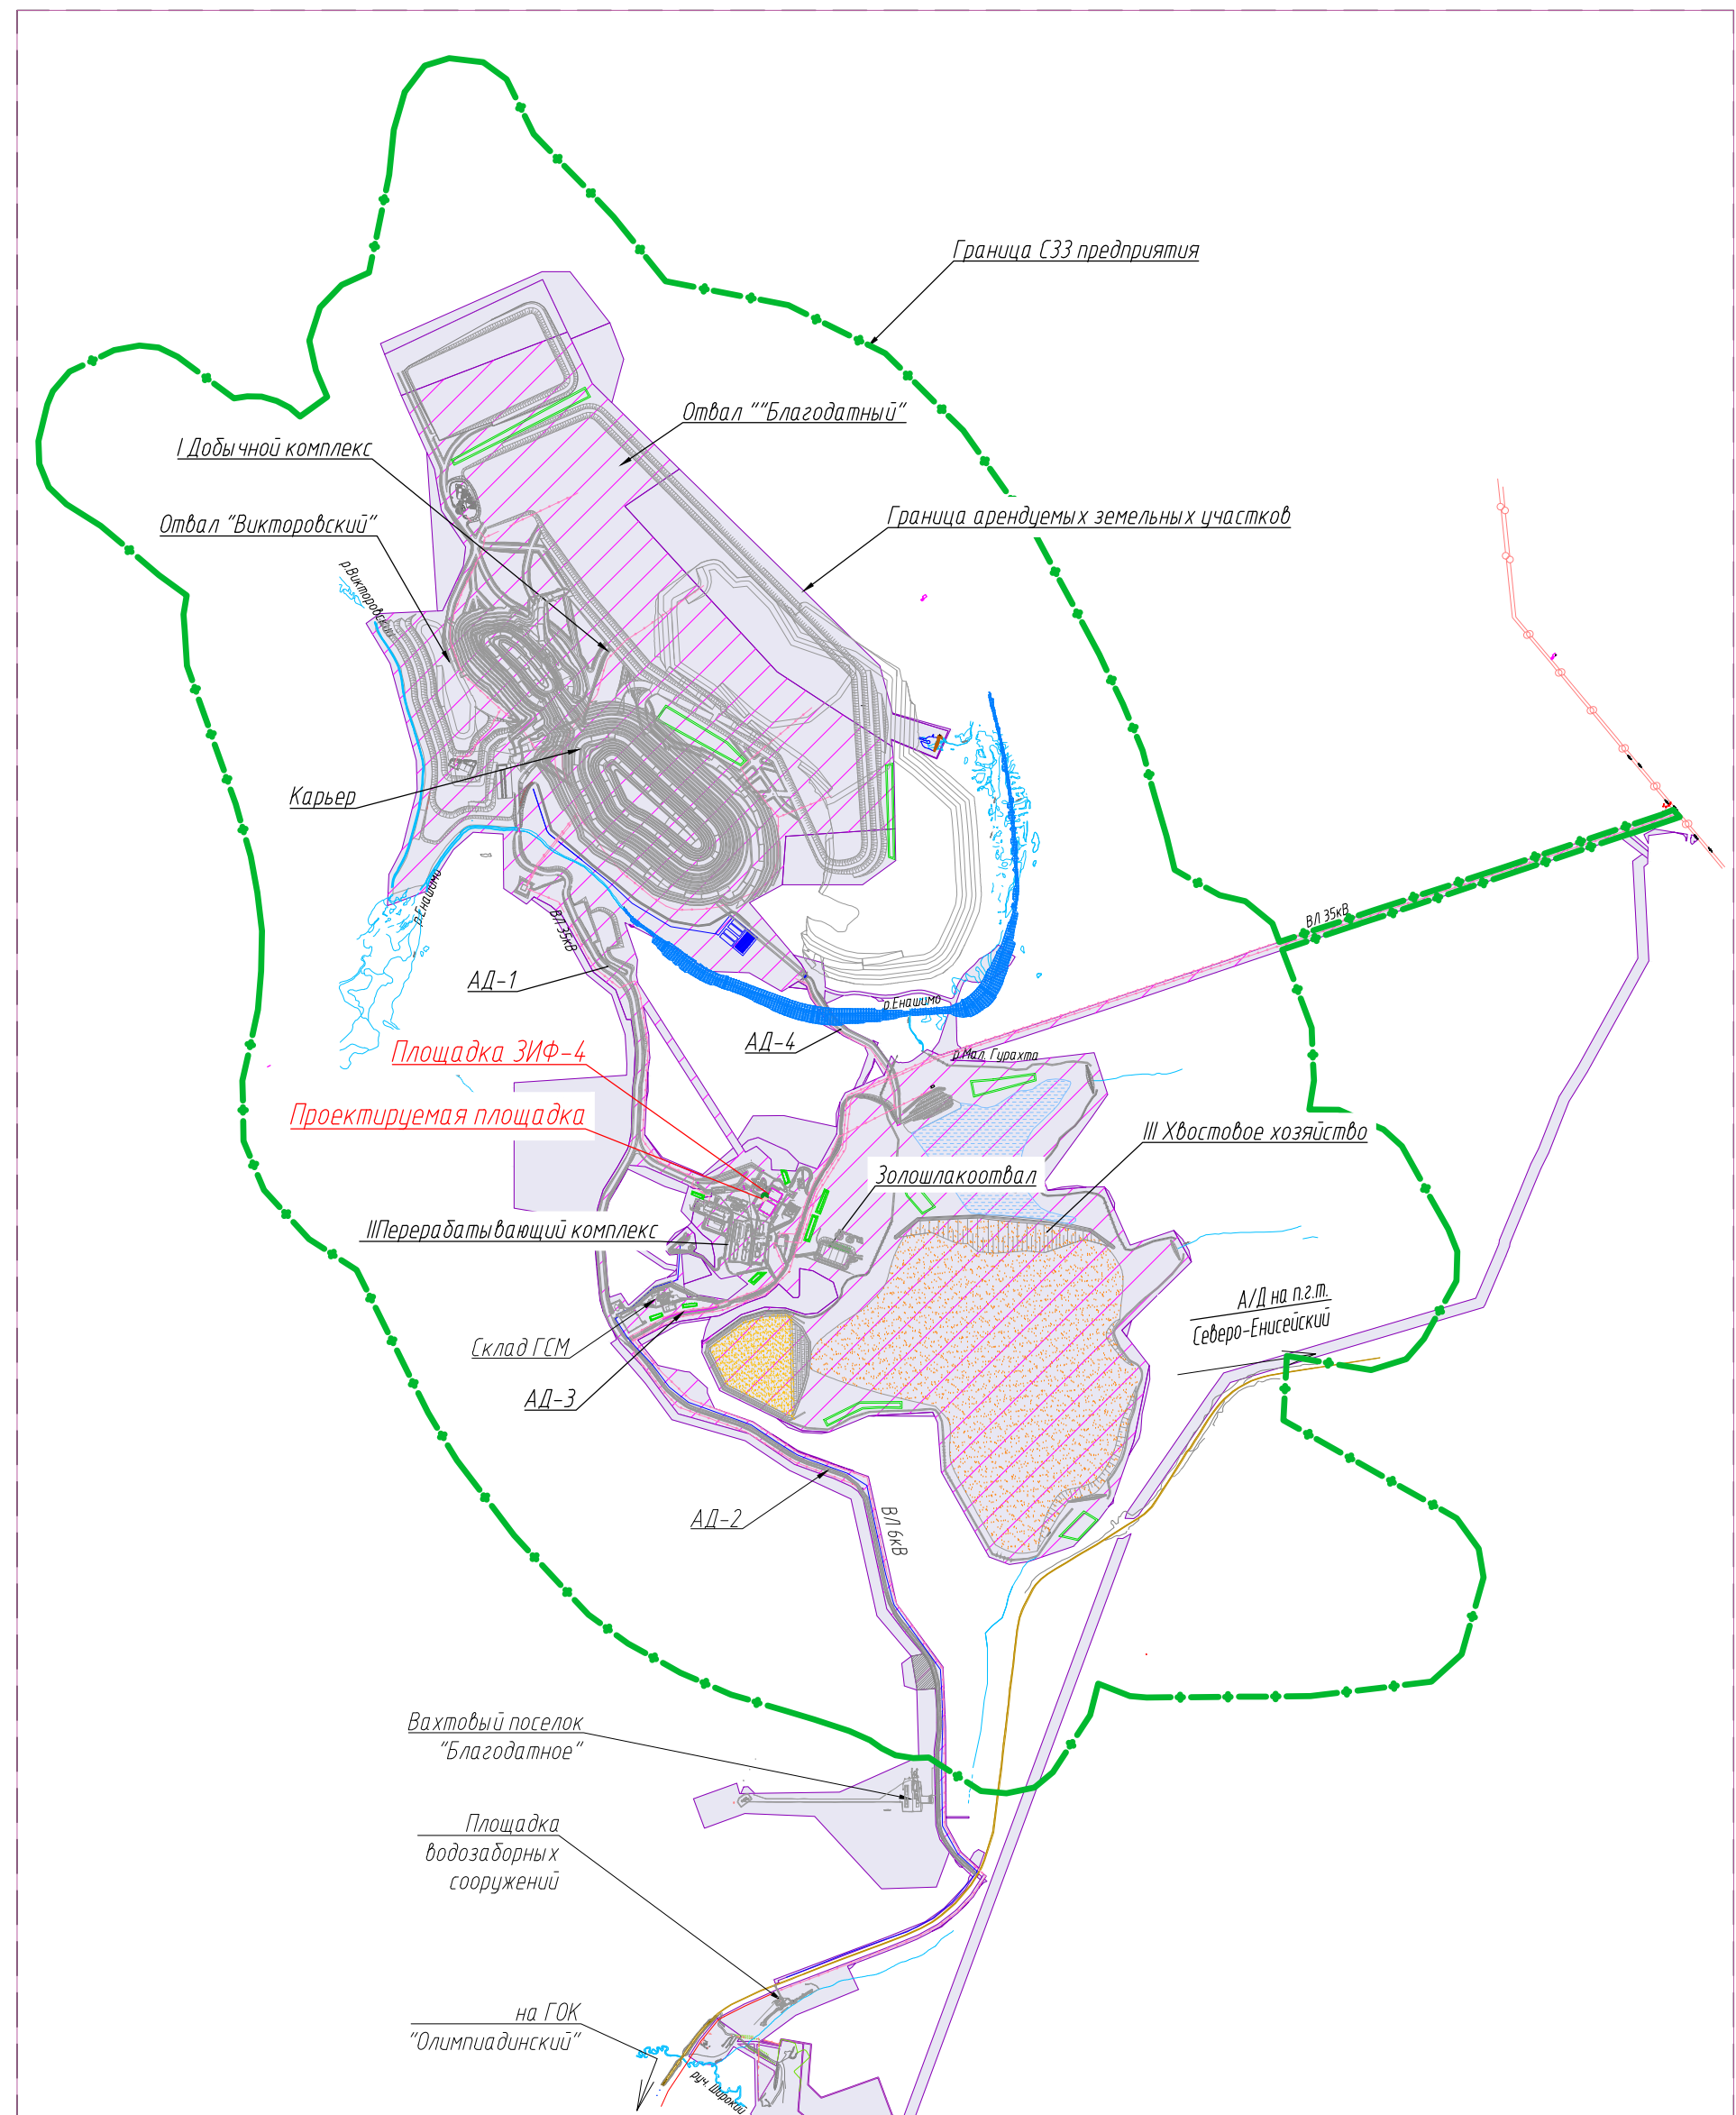 Граница СЗЗ предприятия
Отвал ""Благодатный"
I Добычной комплекс
Отвал "Викторовский"
Граница арендуемых земельных участков
р.Викторовский
Карьер
р.Енашимо
ВЛ 35кВ
ВЛ 35кВ
АД-1
р.Енашимо
АД-4
р.Мал. Гурахта
Площадка ЗИФ-4
Проектируемая площадка
III Хвостовое хозяйство
Золошлакоотвал
IIПерерабатывающий комплекс
А/Д на п.г.т.
Северо-Енисейский
Склад ГСМ
АД-3
АД-2
ВЛ 6кВ
Вахтовый поселок
"Благодатное"
Площадка
водозаборных
сооружений
на ГОК
"Олимпиадинский"
руч. Широкий